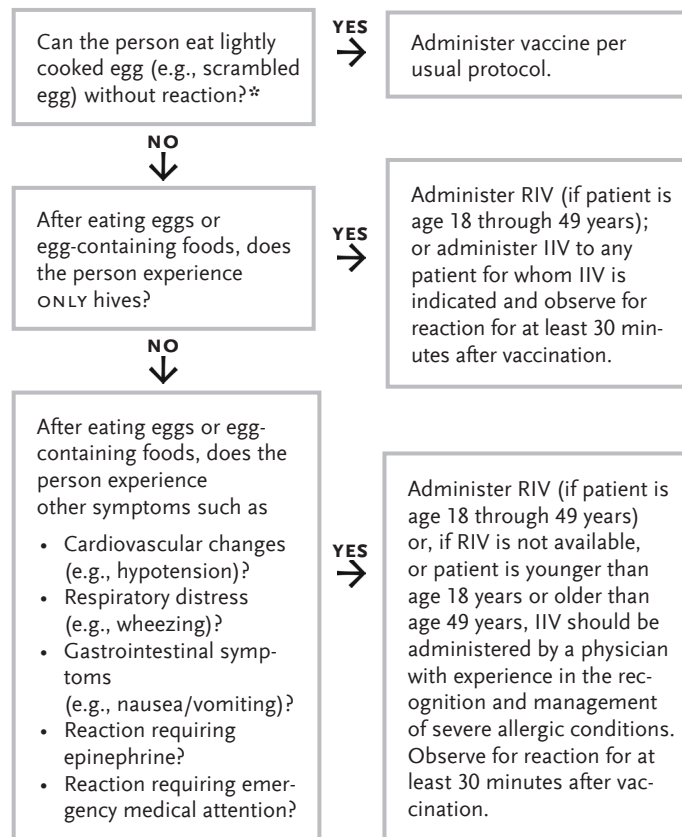 Can the person eat lightly
cooked egg (e.g., scrambled
egg) without reaction?*
YES
Administer vaccine per
usual protocol.
NO
After eating eggs or
egg-containing foods, does
the person experience
ONLY hives?
YES
Administer RIV (if patient is
age 18 through 49 years);
or administer IIV to any
patient for whom IIV is
indicated and observe for
reaction for at least 30 min-
utes after vaccination.
NO
After eating eggs or egg-
containing foods, does the
person experience
other symptoms such as
• Cardiovascular changes
(e.g., hypotension)?
• Respiratory distress
(e.g., wheezing)?
• Gastrointestinal symp-
toms
(e.g., nausea/vomiting)?
• Reaction requiring
epinephrine?
• Reaction requiring emer-
gency medical attention?
YES
Administer RIV (if patient is
age 18 through 49 years)
or, if RIV is not available,
or patient is younger than
age 18 years or older than
age 49 years, IIV should be
administered by a physician
with experience in the rec-
ognition and management
of severe allergic conditions.
Observe for reaction for at
least 30 minutes after vac-
cination.